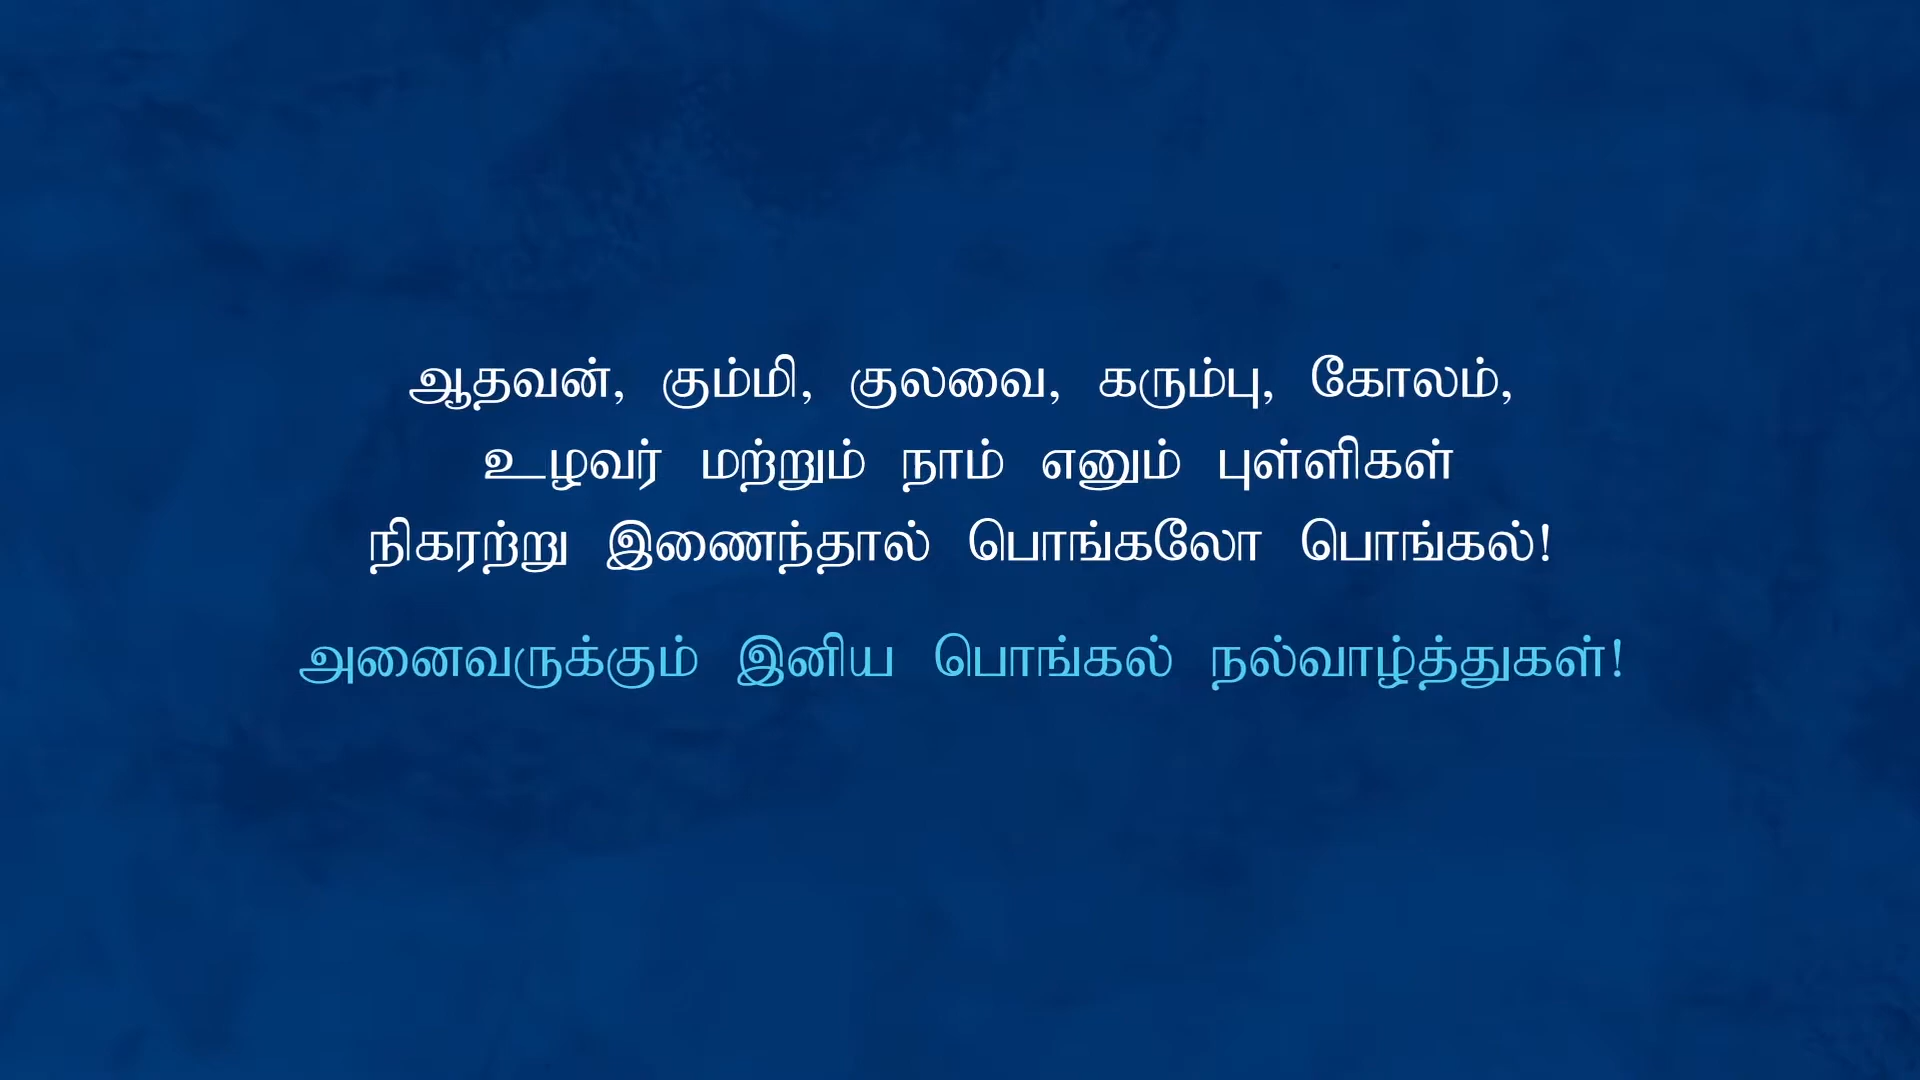 ஆதவன், கும்மி, குலவை, கரும்பு, கோலம்,
உழவர் மற்றும் நாம் எனும் புள்ளிகள்
நிகரற்று இணைந்தால் பொங்கலோ பொங்கல்!
அனைவருக்கும் இனிய பொங்கல் நல்வாழ்த்துகள்!